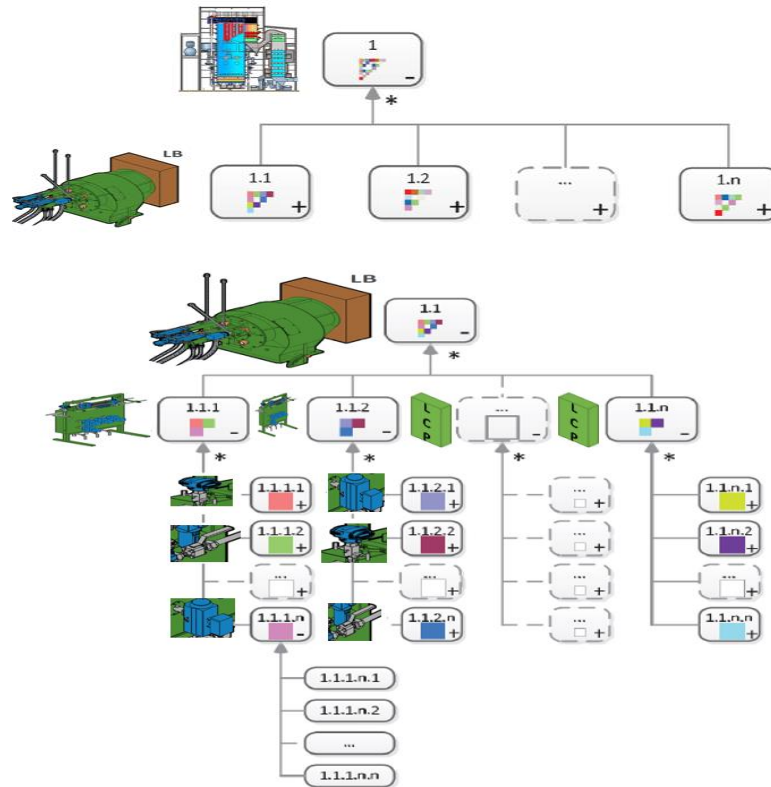 1
-
*
LB
1.1
+
1.2
+
...
+
1.n
+
LB
1.1
-
*
1.1.1
-
1.1.2
-
L
C
P
...
-
L
C
P
1.1.n
-
*
*
*
*
1.1.1.1
+
1.1.2.1
+
...
+
1.1.n.1
+
1.1.1.2
+
1.1.2.2
+
...
+
1.1.n.2
+
...
+
...
+
...
+
...
+
1.1.1.n
-
1.1.2.n
+
...
+
1.1.n.n
+
1.1.1.n.1
1.1.1.n.2
...
1.1.1.n.n